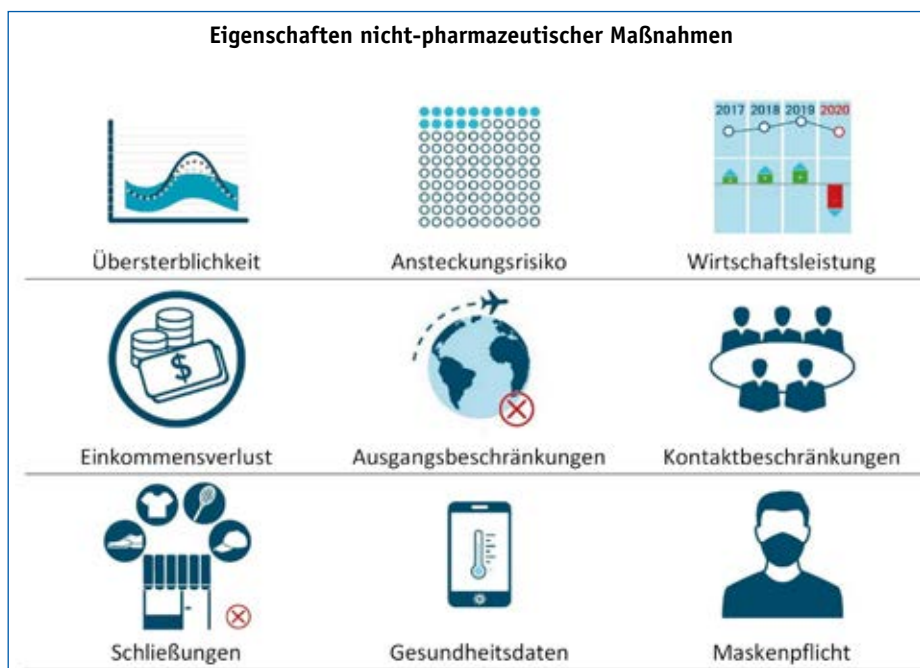 Eigenschaften nicht-pharmazeutischer Maßnahmen
2017 2018 2019 2020
Übersterblichkeit
Ansteckungsrisiko
Wirtschaftsleistung
$
Einkommensverlust
Ausgangsbeschränkungen
Kontaktbeschränkungen
Schließungen
Gesundheitsdaten
Maskenpflicht